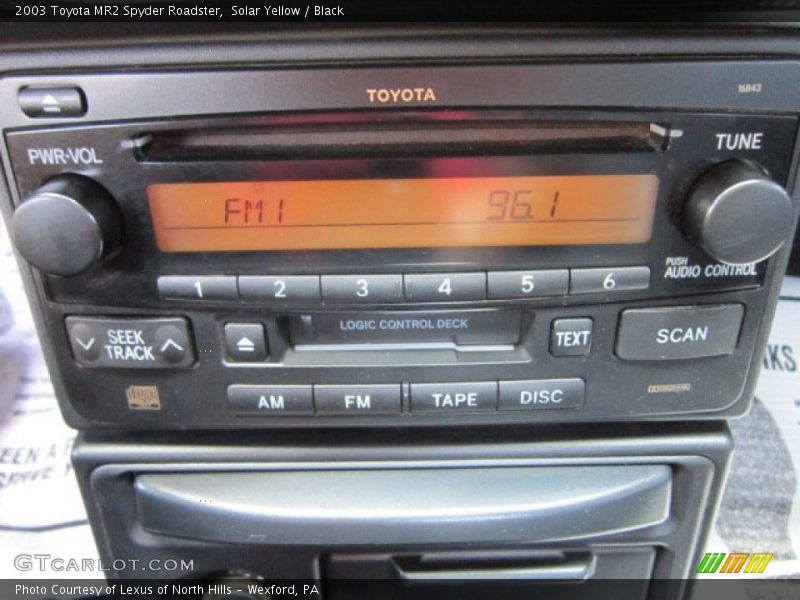 2003 Toyota MR2 Spyder Roadster, Solar Yellow / Black
TOYOTA
16843
PWR·VOL
TUNE
FM1 96.1
PUSH
AUDIO CONTROL
1 2 3 4 5 6
SEEK
TRACK
LOGIC CONTROL DECK
TEXT
SCAN
AM FM TAPE DISC
GTCARLOT.COM
Photo Courtesy of Lexus of North Hills – Wexford, PA